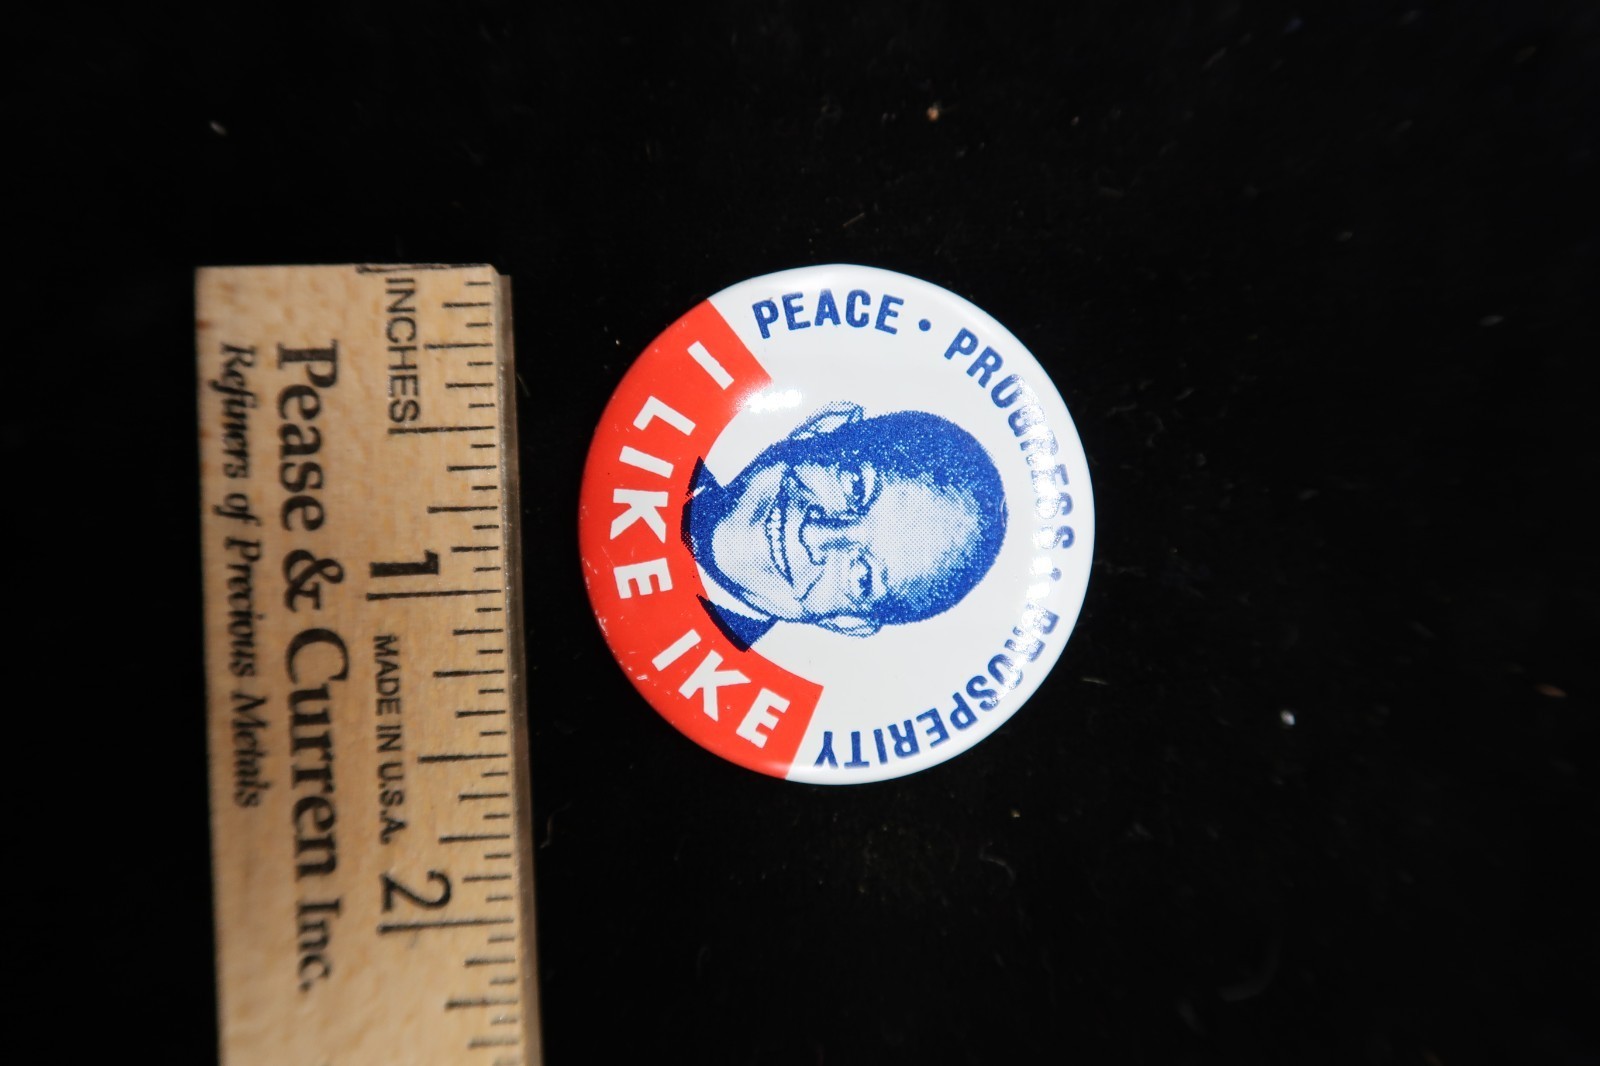 PEACE • PROGRESS • PROSPERITY
I LIKE IKE
INCHES
1
MADE IN U.S.A.
2
Pease & Curren Inc.
Refiners of Precious Metals